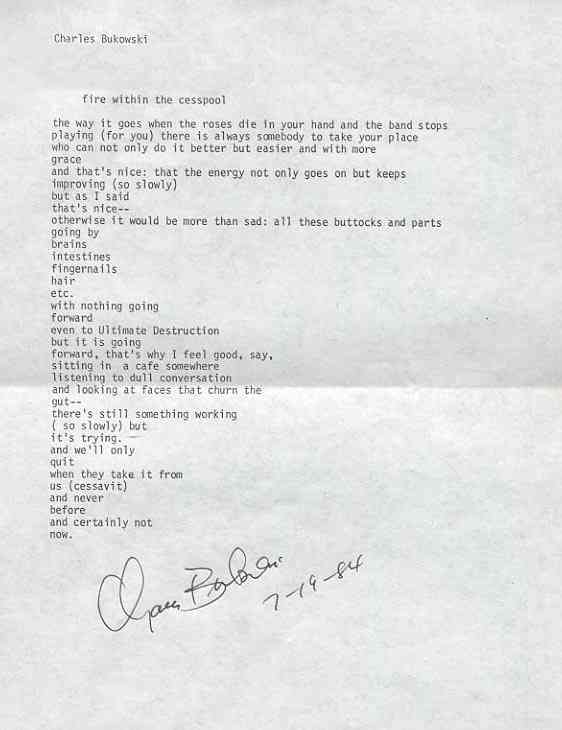 Charles Bukowski
fire within the cesspool
the way it goes when the roses die in your hand and the band stops
playing (for you) there is always somebody to take your place
who can not only do it better but easier and with more
grace
and that's nice: that the energy not only goes on but keeps
improving (so slowly)
but as I said
that's nice--
otherwise it would be more than sad: all these buttocks and parts
going by
brains
intestines
fingernails
hair
etc.
with nothing going
forward
even to Ultimate Destruction
but it is going
forward, that's why I feel good, say,
sitting in  a cafe somewhere
listening to dull conversation
and looking at faces that churn the
gut--
there's still something working
( so slowly) but
it's trying.
and we'll only
quit
when they take it from
us (cessavit)
and never
before
and certainly not
now.
Charles Bukowski 7-19-84